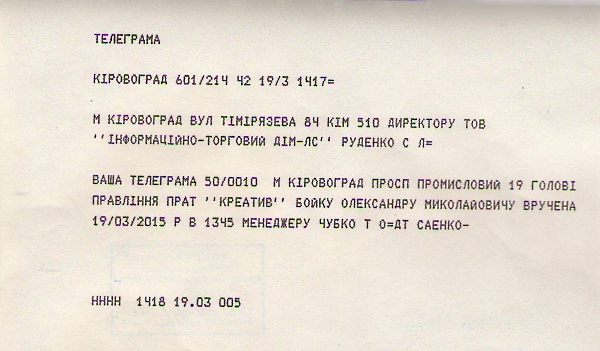 ТЕЛЕГРАМА
КІРОВОГРАД 601/214 42 19/3 1417=
М КІРОВОГРАД ВУЛ ТІМІРЯЗЕВА 84 КІМ 510 ДИРЕКТОРУ ТОВ
''ІНФОРМАЦІЙНО-ТОРГОВИЙ ДІМ-ЛС'' РУДЕНКО С Л=
ВАША ТЕЛЕГРАМА 50/0010 М КІРОВОГРАД ПРОСП ПРОМИСЛОВИЙ 19 ГОЛОВІ
ПРАВЛІННЯ ПРАТ ''КРЕАТИВ'' БОЙКУ ОЛЕКСАНДРУ МИКОЛАЙОВИЧУ ВРУЧЕНА
19/03/2015 Р В 1345 МЕНЕДЖЕРУ ЧУБКО Т О=ДТ САЕНКО-
НННН 1418 19.03 005